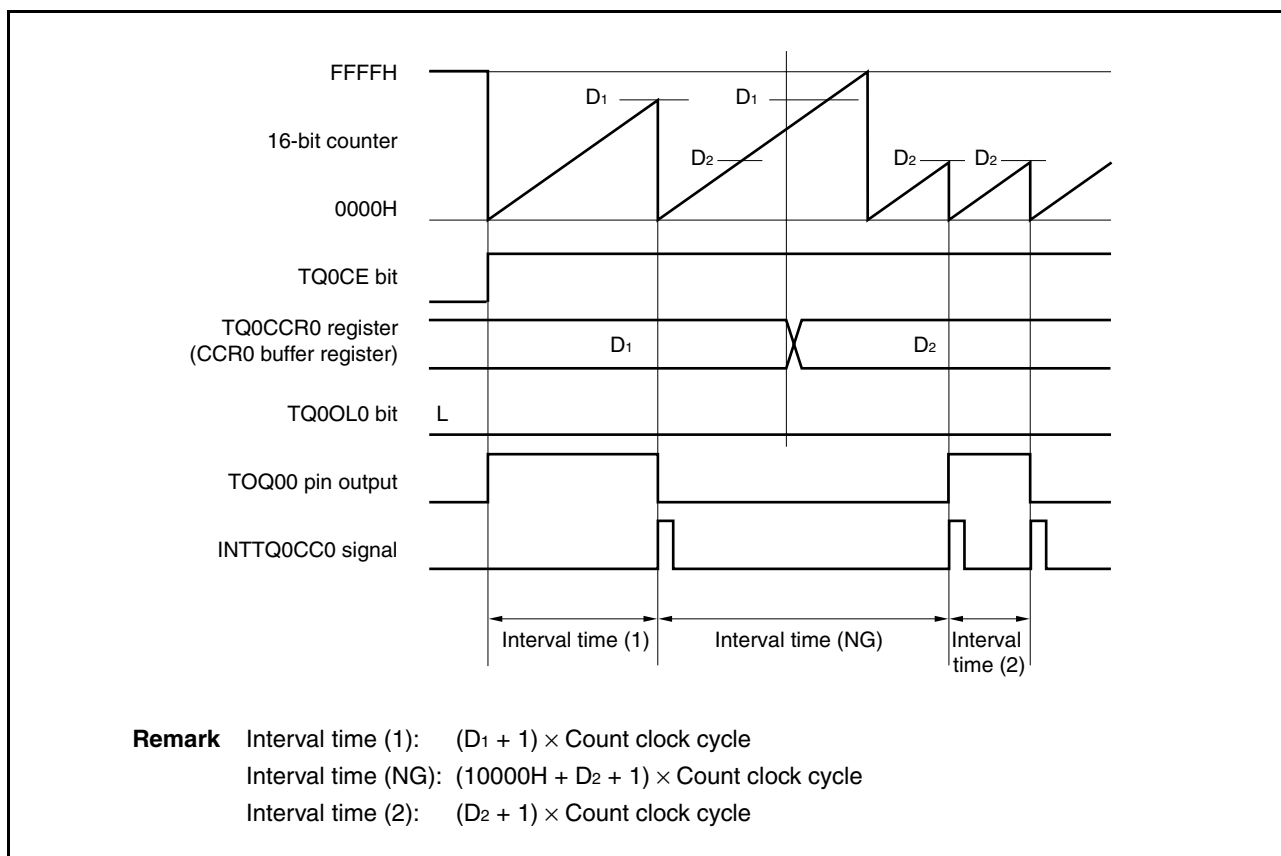 FFFFH
D1
D1
16-bit counter
D2
D2
D2
0000H
TQ0CE bit
TQ0CCR0 register
(CCR0 buffer register)
D1
D2
TQ0OL0 bit
L
TOQ00 pin output
INTTQ0CC0 signal
Interval time (1)
Interval time (NG)
Interval
time (2)
Remark Interval time (1): (D1 + 1) × Count clock cycle
Interval time (NG): (10000H + D2 + 1) × Count clock cycle
Interval time (2): (D2 + 1) × Count clock cycle